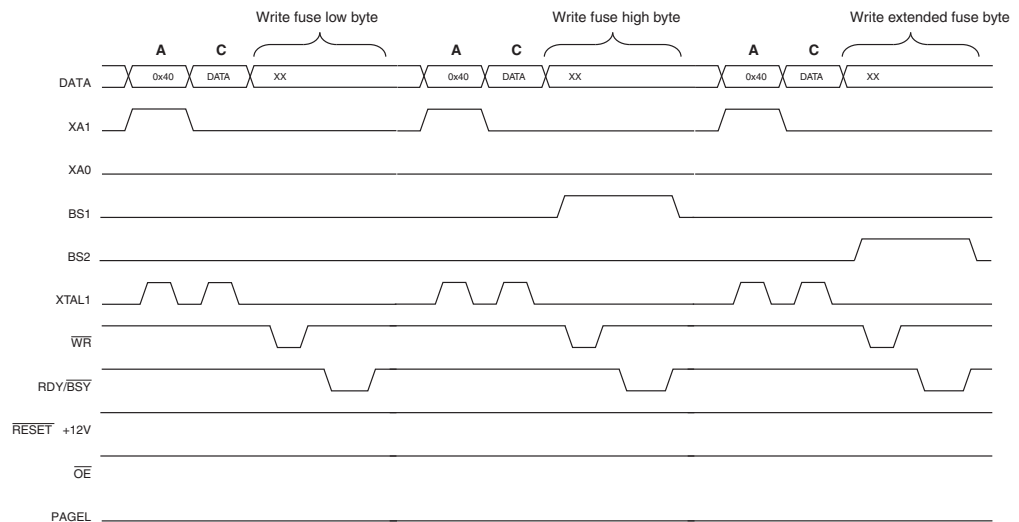 Write fuse low byte Write fuse high byte Write extended fuse byte
A C A C A C
DATA 0x40 DATA XX 0x40 DATA XX 0x40 DATA XX
XA1
XA0
BS1
BS2
XTAL1
WR
RDY/BSY
RESET +12V
OE
PAGEL